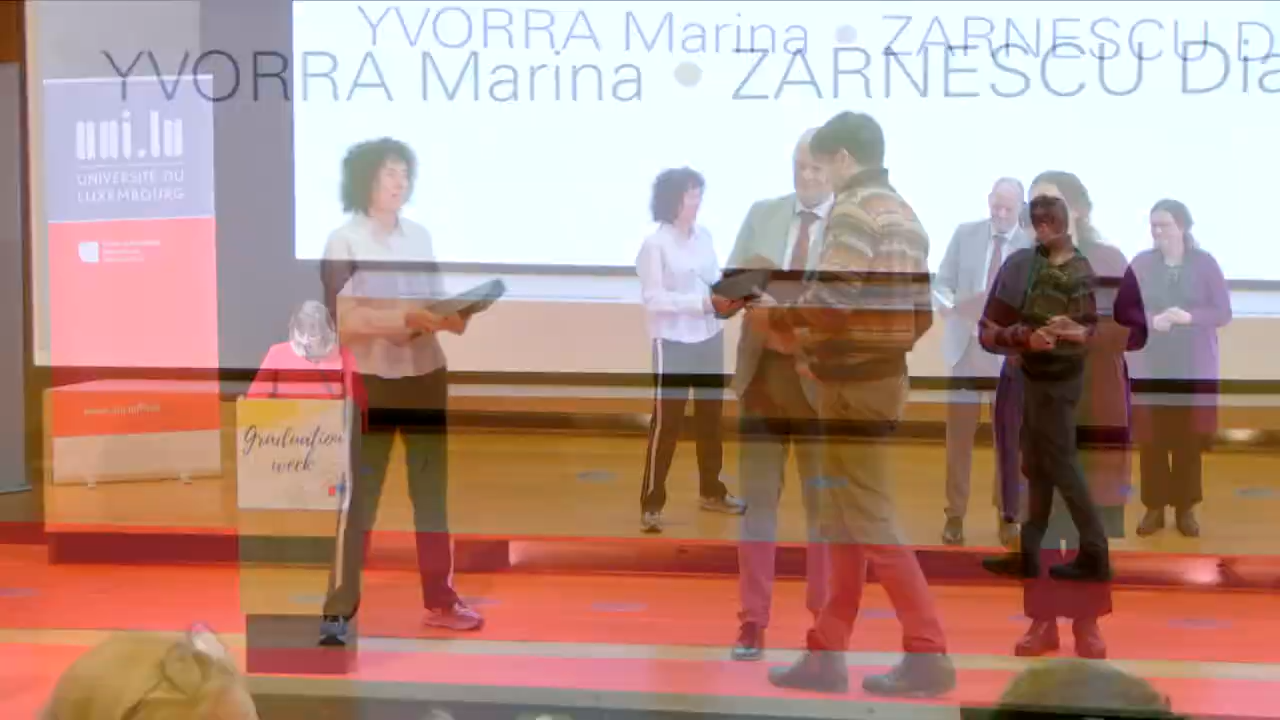 YVORRA Marina • ZARNESCU D
YVORRA Marina • ZARNESCU Dia
uni.lu
UNIVERSITÉ DU
LUXEMBOURG
Graduation
week